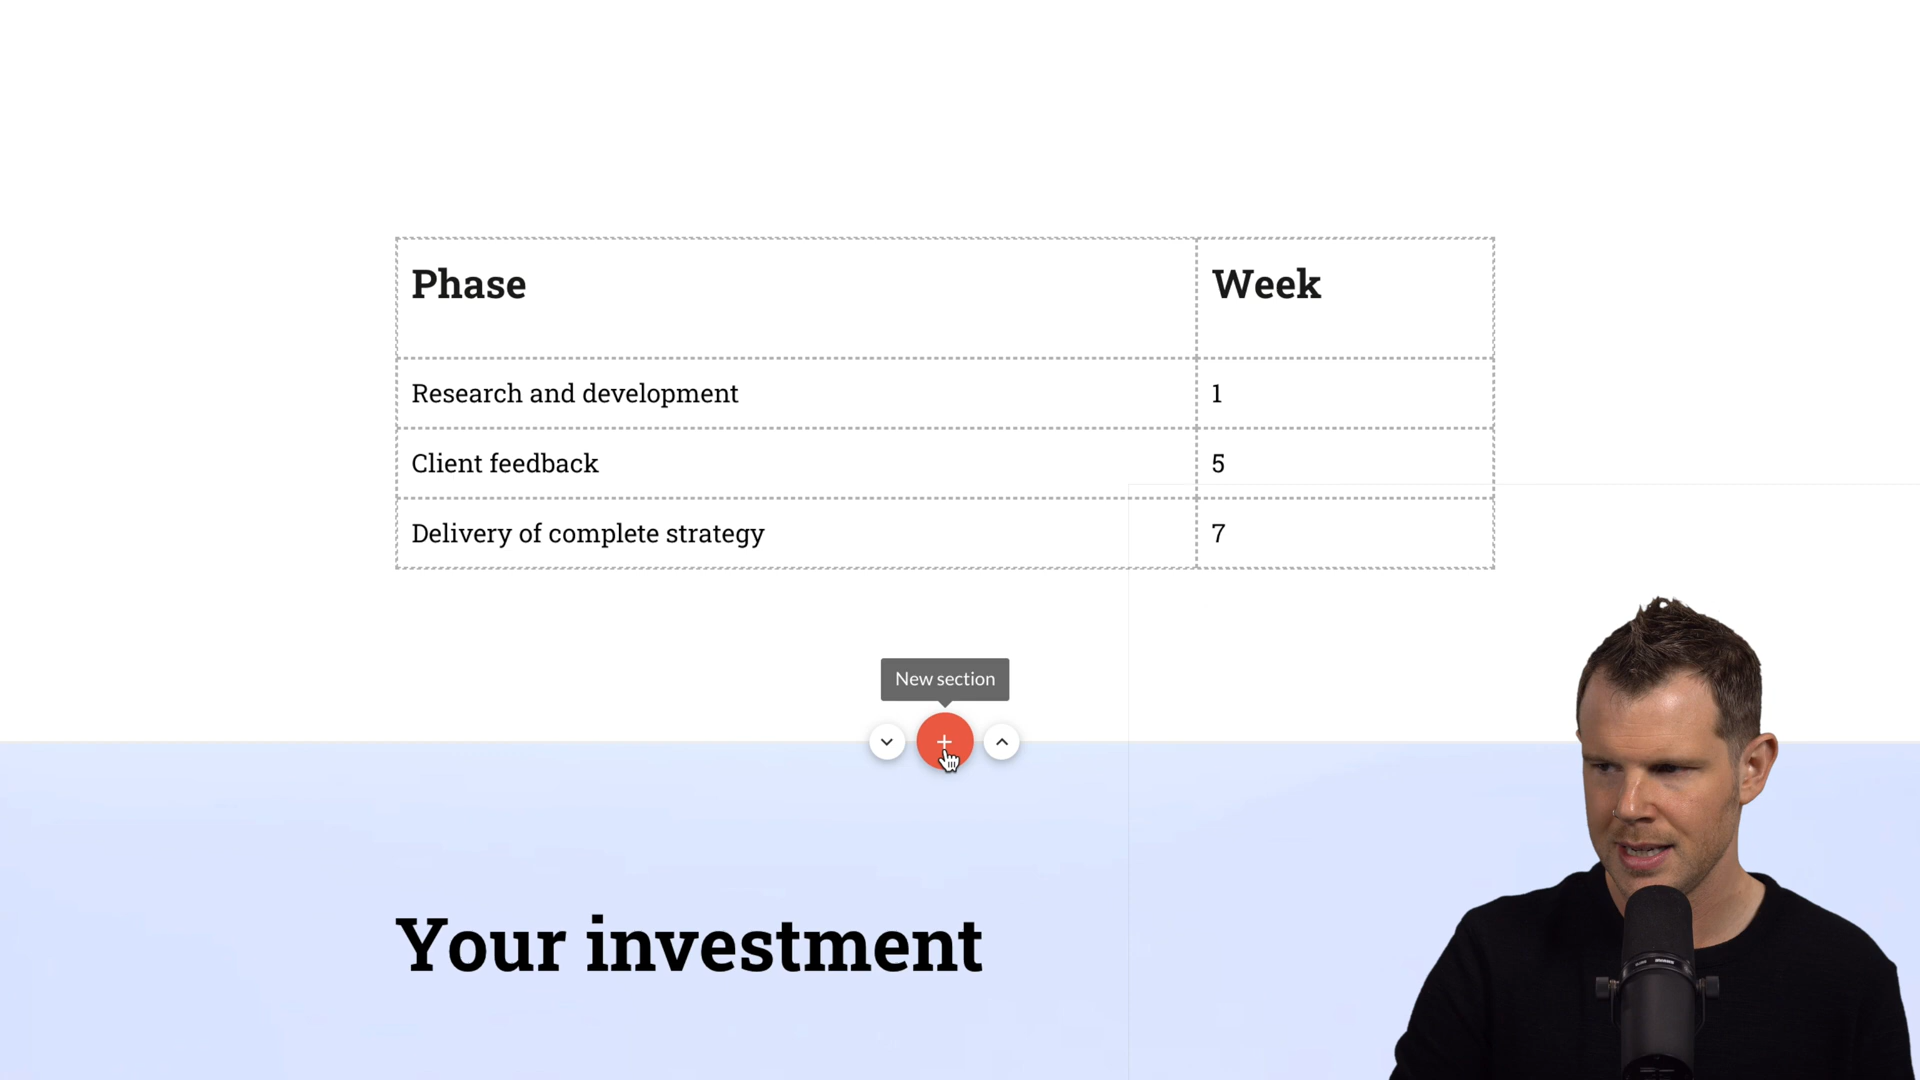 Phase Week
Research and development 1
Client feedback 5
Delivery of complete strategy 7
New section
Your investment